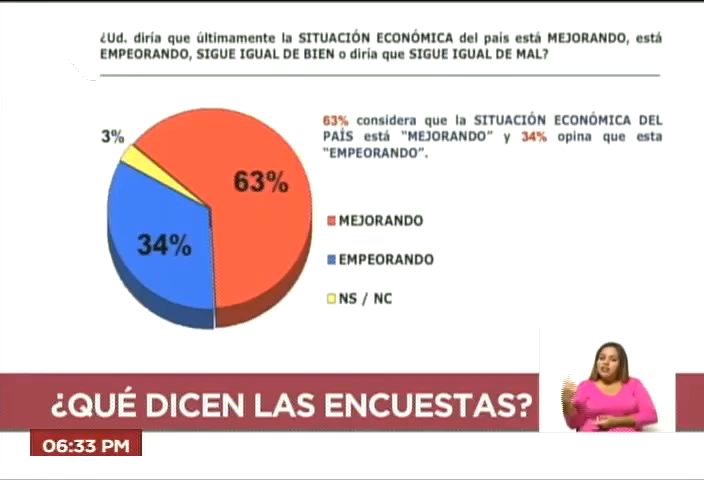 ¿Ud. diría que últimamente la SITUACIÓN ECONÓMICA del país está MEJORANDO, está
EMPEORANDO, SIGUE IGUAL DE BIEN o diría que SIGUE IGUAL DE MAL?
63% considera que la SITUACIÓN ECONÓMICA DEL
PAÍS está "MEJORANDO" y 34% opina que esta
"EMPEORANDO".
3%
63%
34%
MEJORANDO
EMPEORANDO
NS / NC
¿QUÉ DICEN LAS ENCUESTAS?
06:33 PM